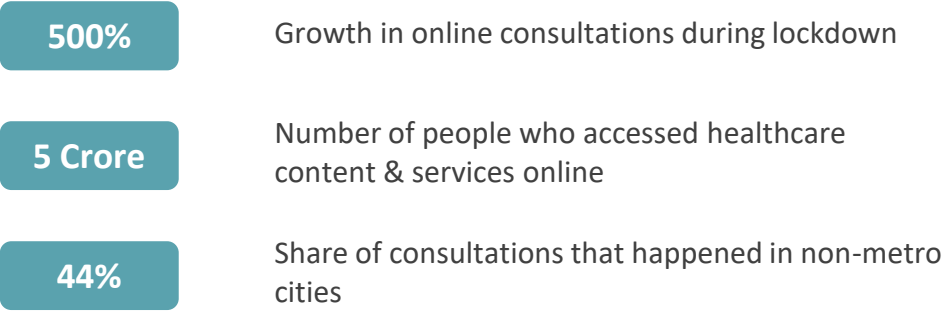 500%
Growth in online consultations during lockdown
5 Crore
Number of people who accessed healthcare
content & services online
44%
Share of consultations that happened in non-metro
cities